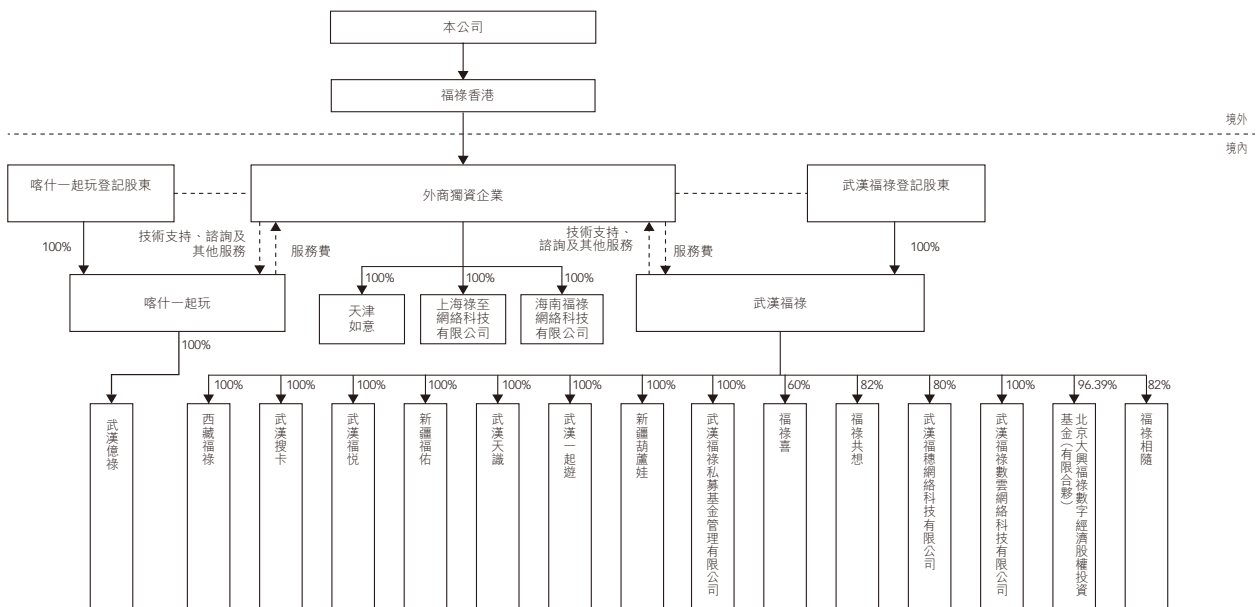 本公司
福祿香港
境外
境內
喀什一起玩登記股東
外商獨資企業
武漢福祿登記股東
100%
技術支持、諮詢及
其他服務
服務費
技術支持、
諮詢及其他服務
服務費
100%
喀什一起玩
100%
天津
如意
100%
上海祿至
網絡科技
有限公司
100%
海南福祿
網絡科技
有限公司
武漢福祿
100%
武漢億祿
100%
西藏福祿
100%
武漢搜卡
100%
武漢福悅
100%
新疆福佑
100%
武漢天識
100%
武漢一起遊
100%
新疆葫蘆娃
100%
武漢福祿私募基金管理有限公司
60%
福祿喜
82%
福祿共想
80%
武漢福穗網絡科技有限公司
100%
武漢福祿數雲網絡科技有限公司
96.39%
北京大興福祿數字經濟股權投資
基金（有限合夥）
82%
福祿相隨